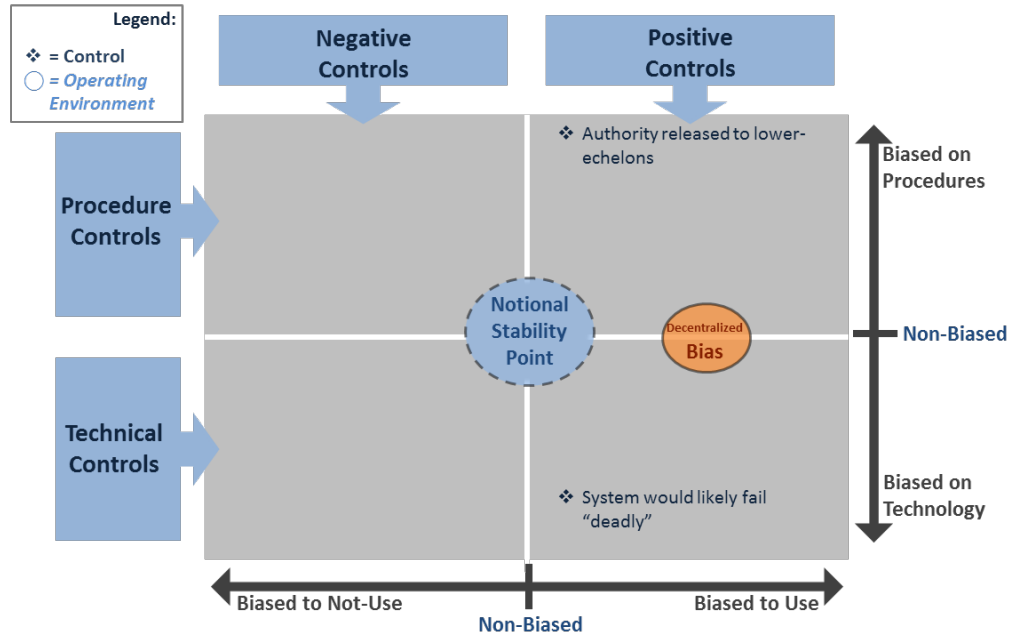 Legend:
❖ = Control
◯ = Operating
Environment
Negative
Controls
Positive
Controls
Procedure
Controls
Technical
Controls
❖ Authority released to lower-
echelons
Notional
Stability
Point
Decentralized
Bias
❖ System would likely fail
“deadly”
Biased on
Procedures
Non-Biased
Biased on
Technology
Biased to Not-Use
Biased to Use
Non-Biased